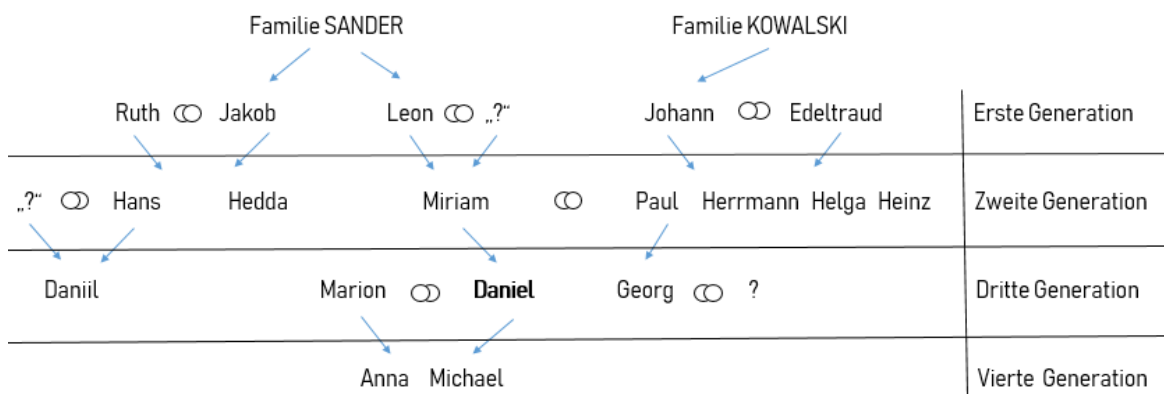 Familie SANDER Familie KOWALSKI
Ruth Jakob Leon „?“ Johann Edeltraud Erste Generation
„?“ Hans Hedda Miriam Paul Herrmann Helga Heinz Zweite Generation
Daniil Marion Daniel Georg ? Dritte Generation
Anna Michael Vierte Generation